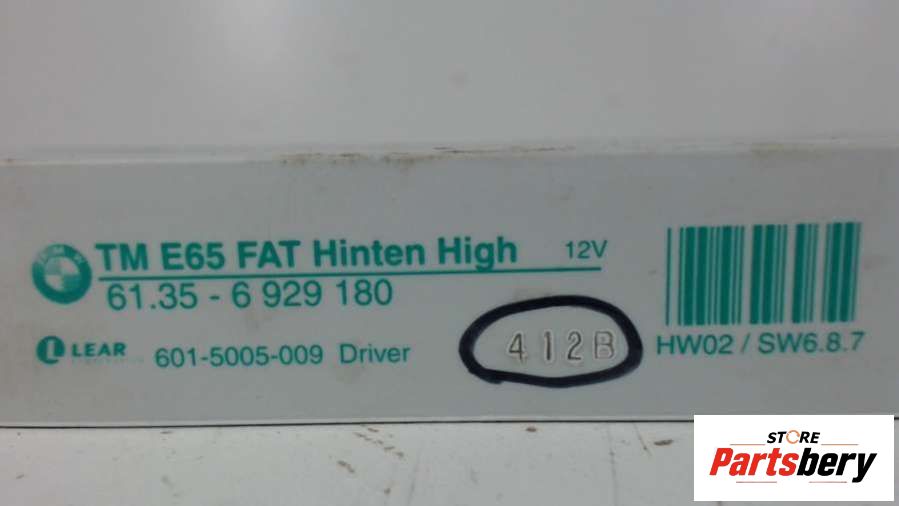 TM E65 FAT Hinten High 12V
61.35 - 6 929 180
LEAR 601-5005-009 Driver
412B
HW02 / SW6.8.7
STORE
Partsbery